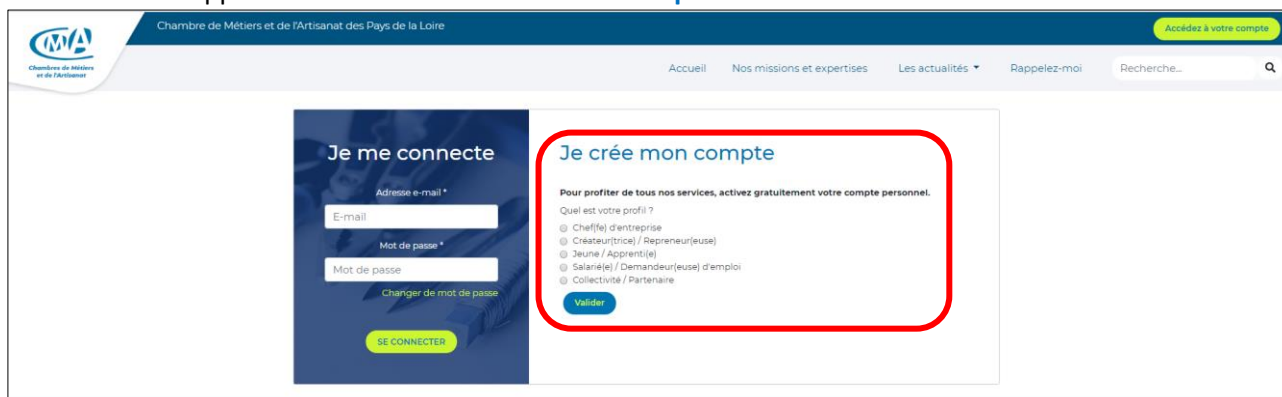 Chambre de Métiers et de l'Artisanat des Pays de la Loire
Accédez à votre compte
CMA
Chambres de Métiers
et de l'Artisanat
Accueil
Nos missions et expertises
Les actualités
Rappelez-moi
Recherche...
Je me connecte
Adresse e-mail *
E-mail
Mot de passe *
Mot de passe
Changer de mot de passe
SE CONNECTER
Je crée mon compte
Pour profiter de tous nos services, activez gratuitement votre compte personnel.
Quel est votre profil ?
Chef(fe) d'entreprise
Créateur(trice) / Repreneur(euse)
Jeune / Apprenti(e)
Salarié(e) / Demandeur(euse) d'emploi
Collectivité / Partenaire
Valider